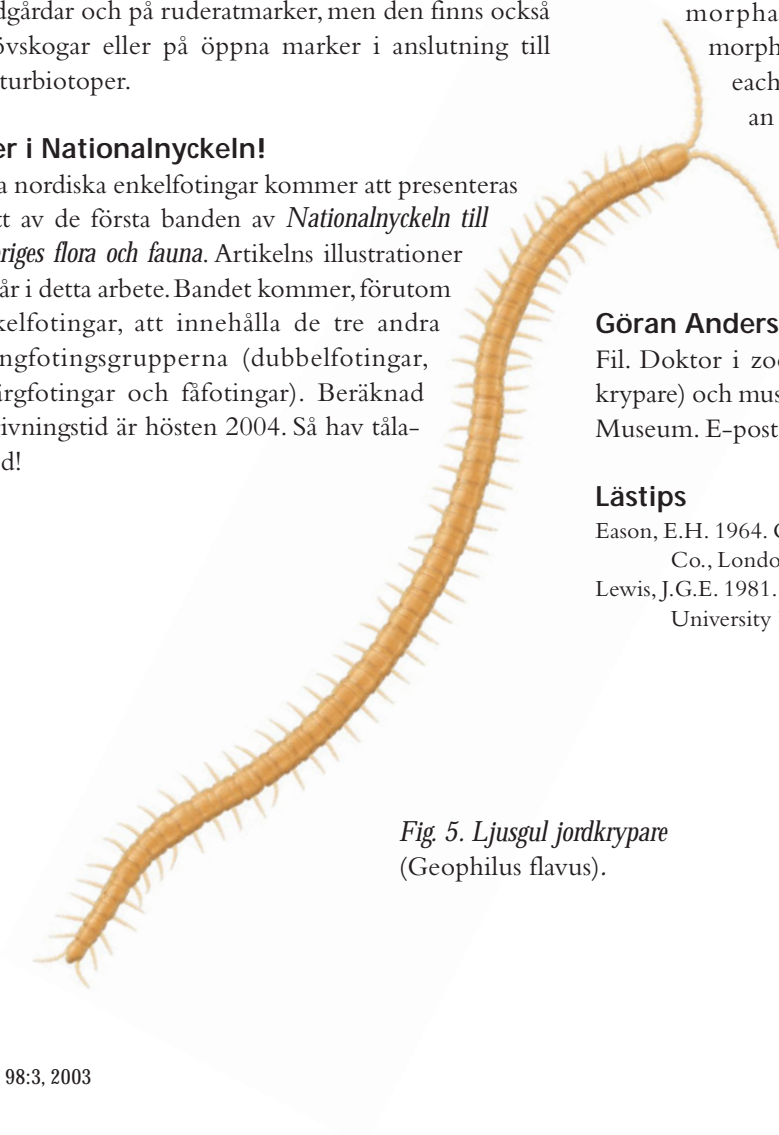 dgårdar och på ruderatmarker, men den finns också
övskogar eller på öppna marker i anslutning till
turbiotoper.
er i Nationalnyckeln!
a nordiska enkelfotingar kommer att presenteras
tt av de första banden av Nationalnyckeln till
riges flora och fauna. Artikelns illustrationer
år i detta arbete. Bandet kommer, förutom
kelfotingar, att innehålla de tre andra
ngfotingsgrupperna (dubbelfotingar,
irgfotingar och fåfotingar). Beräknad
ivningstid är hösten 2004. Så hav tåla-
d!
morpha
morph
each
an
Göran Anders
Fil. Doktor i zoo
krypare) och mus
Museum. E-post
Lästips
Eason, E.H. 1964. C
Co., Londo
Lewis, J.G.E. 1981.
University
Fig. 5. Ljusgul jordkrypare
(Geophilus flavus).
98:3, 2003